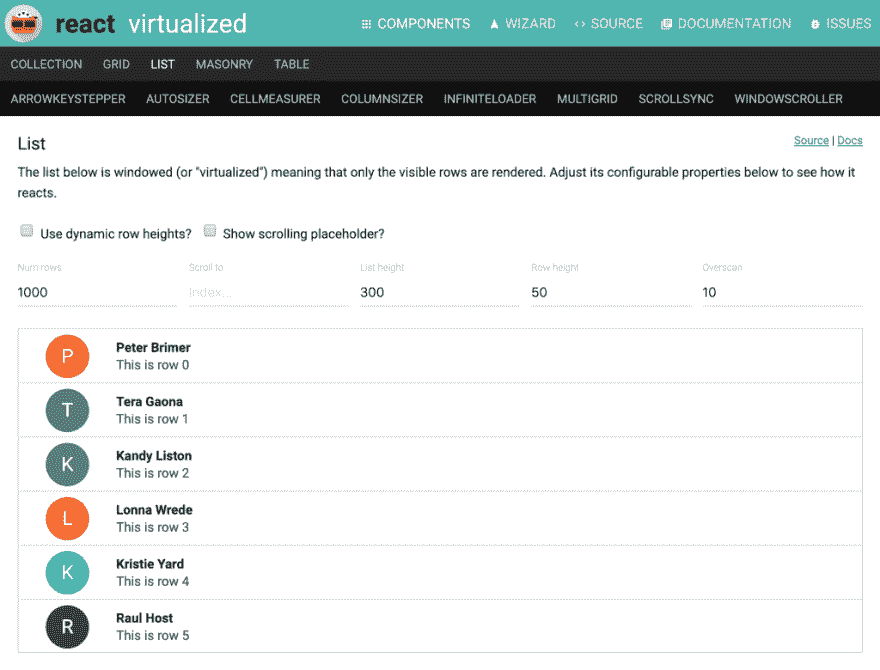 react virtualized
COMPONENTS WIZARD SOURCE DOCUMENTATION ISSUES
COLLECTION GRID LIST MASONRY TABLE
ARROWKEYSTEPPER AUTOSIZER CELLMEASURER COLUMNSIZER INFINITELOADER MULTIGRID SCROLLSYNC WINDOWSCROLLER
List
Source | Docs
The list below is windowed (or "virtualized") meaning that only the visible rows are rendered. Adjust its configurable properties below to see how it
reacts.
Use dynamic row heights? Show scrolling placeholder?
Num rows Scroll to List height Row height Overscan
1000 Index... 300 50 10
P
Peter Brimer
This is row 0
T
Tera Gaona
This is row 1
K
Kandy Liston
This is row 2
L
Lonna Wrede
This is row 3
K
Kristie Yard
This is row 4
R
Raul Host
This is row 5